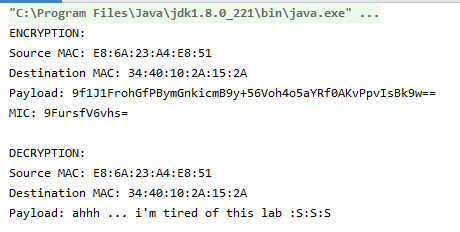 "C:\Program Files\Java\jdk1.8.0_221\bin\java.exe" ...
ENCRYPTION:
Source MAC: E8:6A:23:A4:E8:51
Destination MAC: 34:40:10:2A:15:2A
Payload: 9f1J1FrohGfPBymGnkicmB9y+56Voh4o5aYRf0AKvPpvIsBk9w==
MIC: 9FursfV6vhs=
DECRYPTION:
Source MAC: E8:6A:23:A4:E8:51
Destination MAC: 34:40:10:2A:15:2A
Payload: ahhh ... i'm tired of this lab :S:S:S